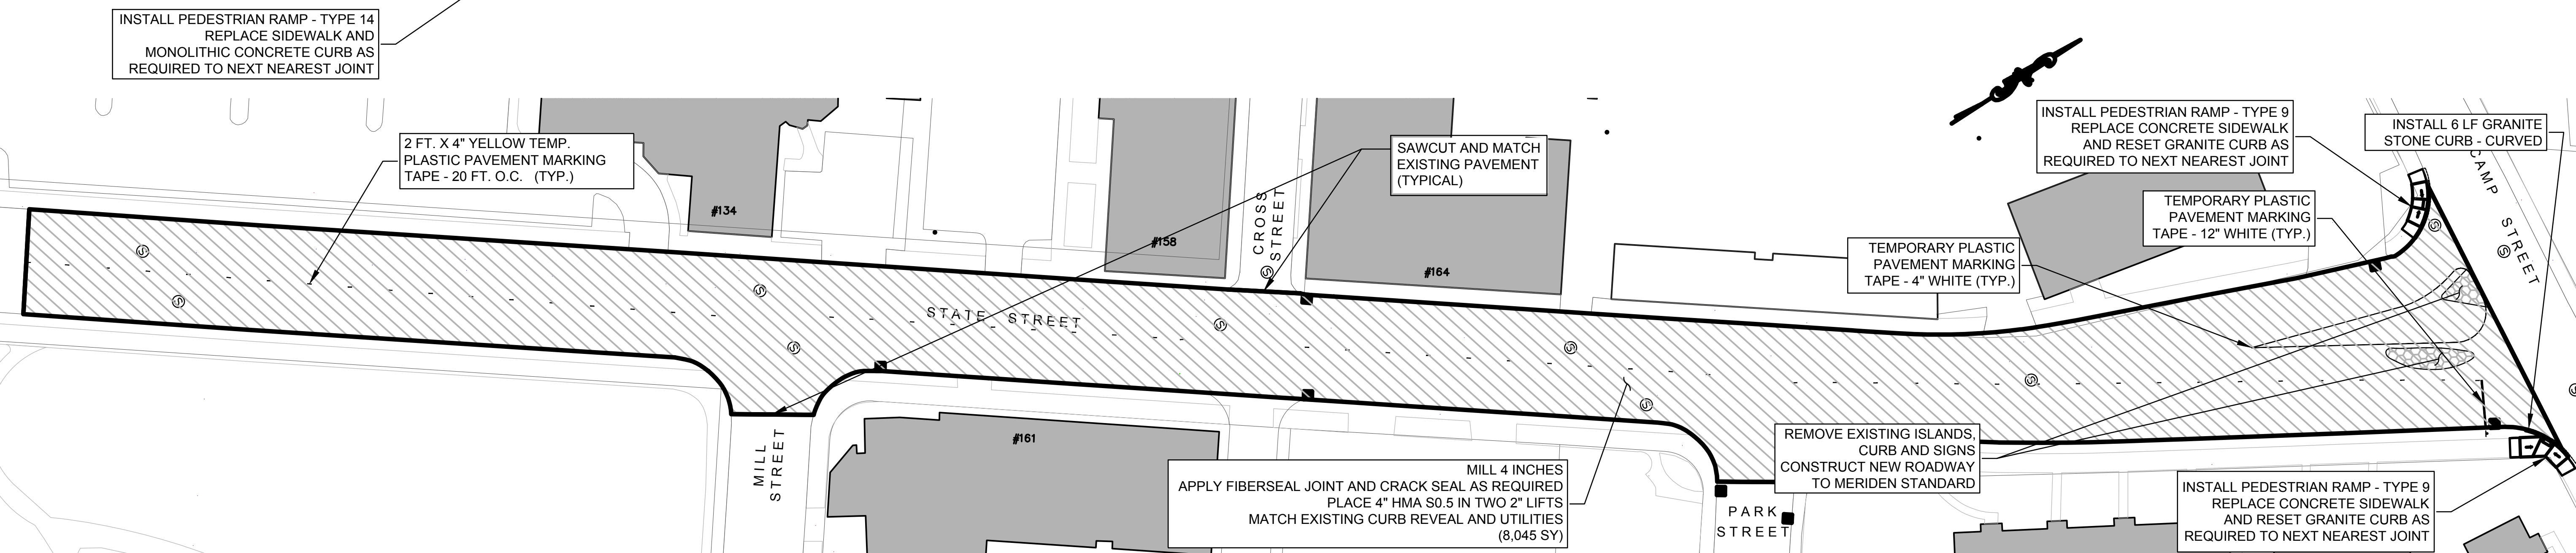 INSTALL PEDESTRIAN RAMP - TYPE 14
REPLACE SIDEWALK AND
MONOLITHIC CONCRETE CURB AS
REQUIRED TO NEXT NEAREST JOINT
2 FT. X 4" YELLOW TEMP.
PLASTIC PAVEMENT MARKING
TAPE - 20 FT. O.C. (TYP.)
#134
#158
CROSS
STREET
SAWCUT AND MATCH
EXISTING PAVEMENT
(TYPICAL)
#164
INSTALL PEDESTRIAN RAMP - TYPE 9
REPLACE CONCRETE SIDEWALK
AND RESET GRANITE CURB AS
REQUIRED TO NEXT NEAREST JOINT
INSTALL 6 LF GRANITE
STONE CURB - CURVED
CAMP STREET
TEMPORARY PLASTIC
PAVEMENT MARKING
TAPE - 12" WHITE (TYP.)
TEMPORARY PLASTIC
PAVEMENT MARKING
TAPE - 4" WHITE (TYP.)
S
S
S
S
S
S
S
S
S
S
S
S
STATE STREET
MILL
STREET
#161
MILL 4 INCHES
APPLY FIBERSEAL JOINT AND CRACK SEAL AS REQUIRED
PLACE 4" HMA S0.5 IN TWO 2" LIFTS
MATCH EXISTING CURB REVEAL AND UTILITIES
(8,045 SY)
PARK
STREET
REMOVE EXISTING ISLANDS,
CURB AND SIGNS
CONSTRUCT NEW ROADWAY
TO MERIDEN STANDARD
INSTALL PEDESTRIAN RAMP - TYPE 9
REPLACE CONCRETE SIDEWALK
AND RESET GRANITE CURB AS
REQUIRED TO NEXT NEAREST JOINT